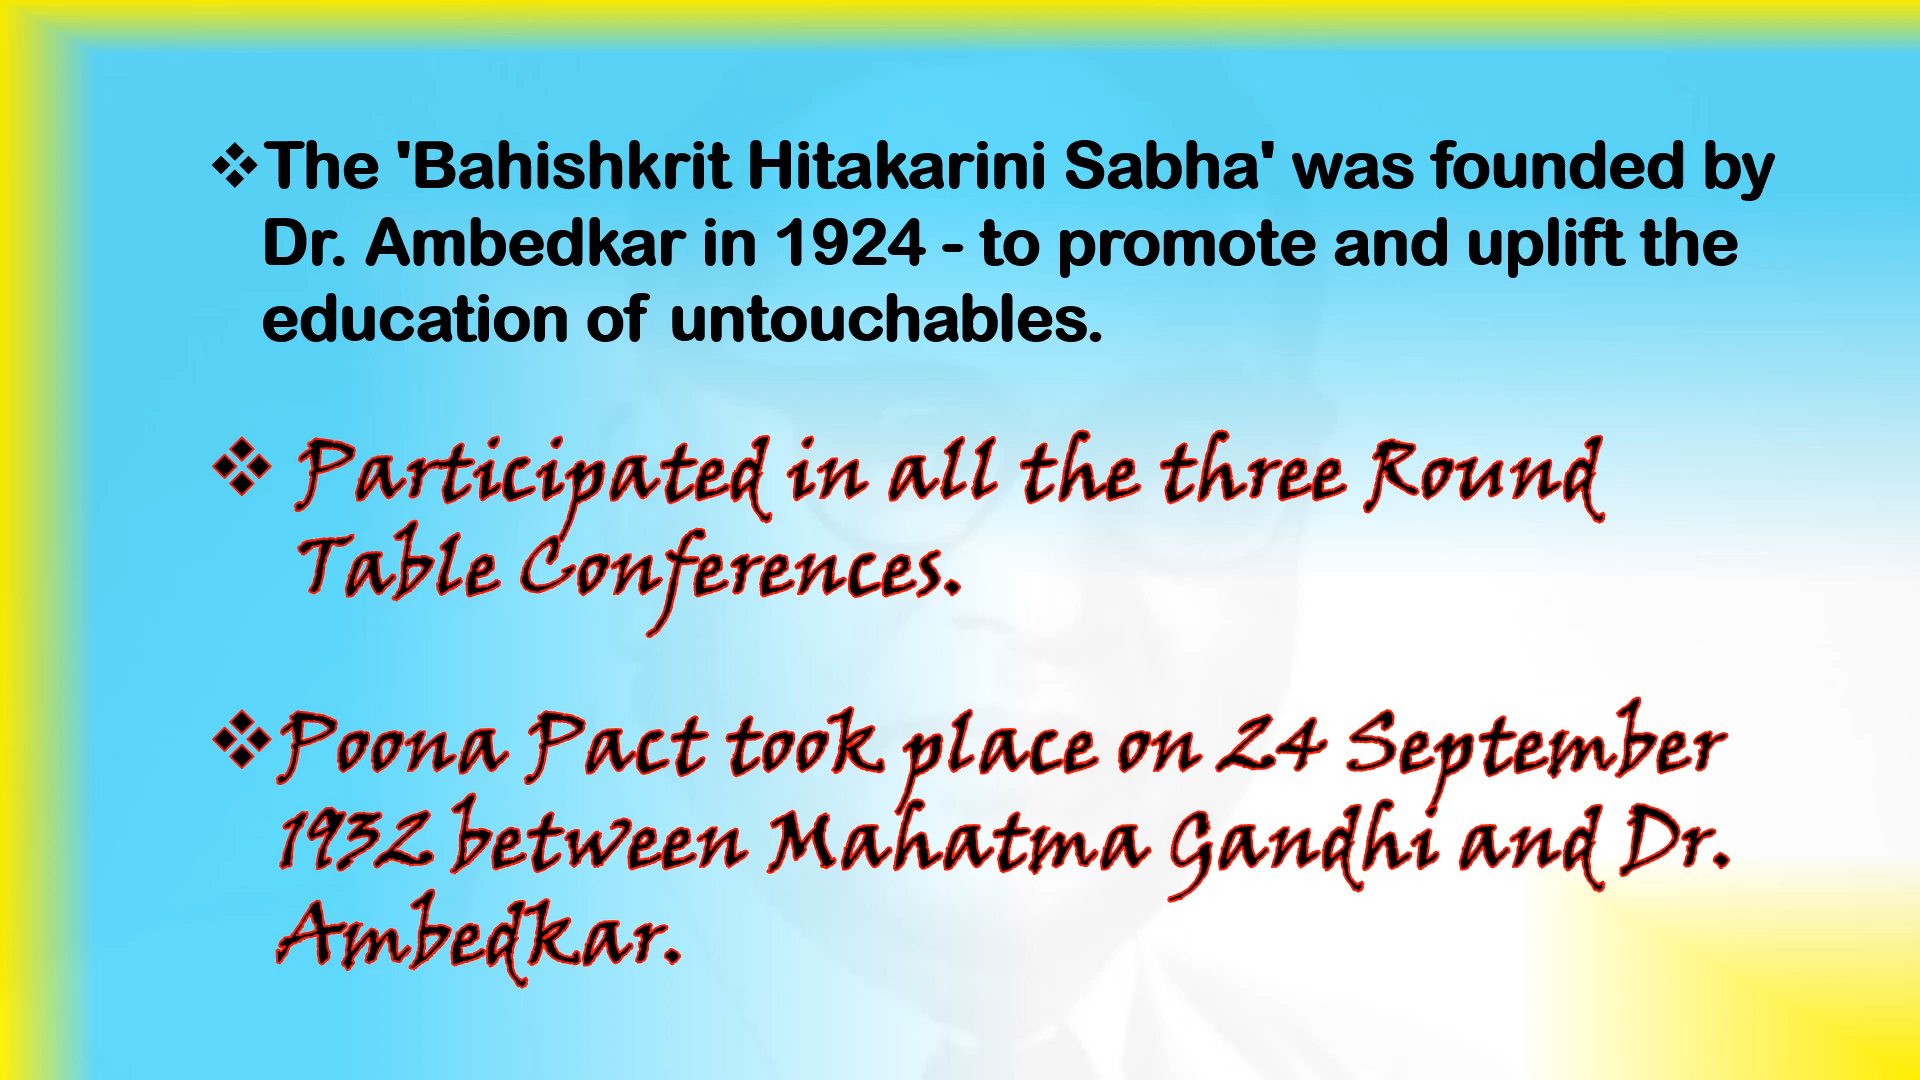 ❖The 'Bahishkrit Hitakarini Sabha' was founded by
Dr. Ambedkar in 1924 - to promote and uplift the
education of untouchables.
❖ Participated in all the three Round
Table Conferences.
❖Poona Pact took place on 24 September
1932 between Mahatma Gandhi and Dr.
Ambedkar.